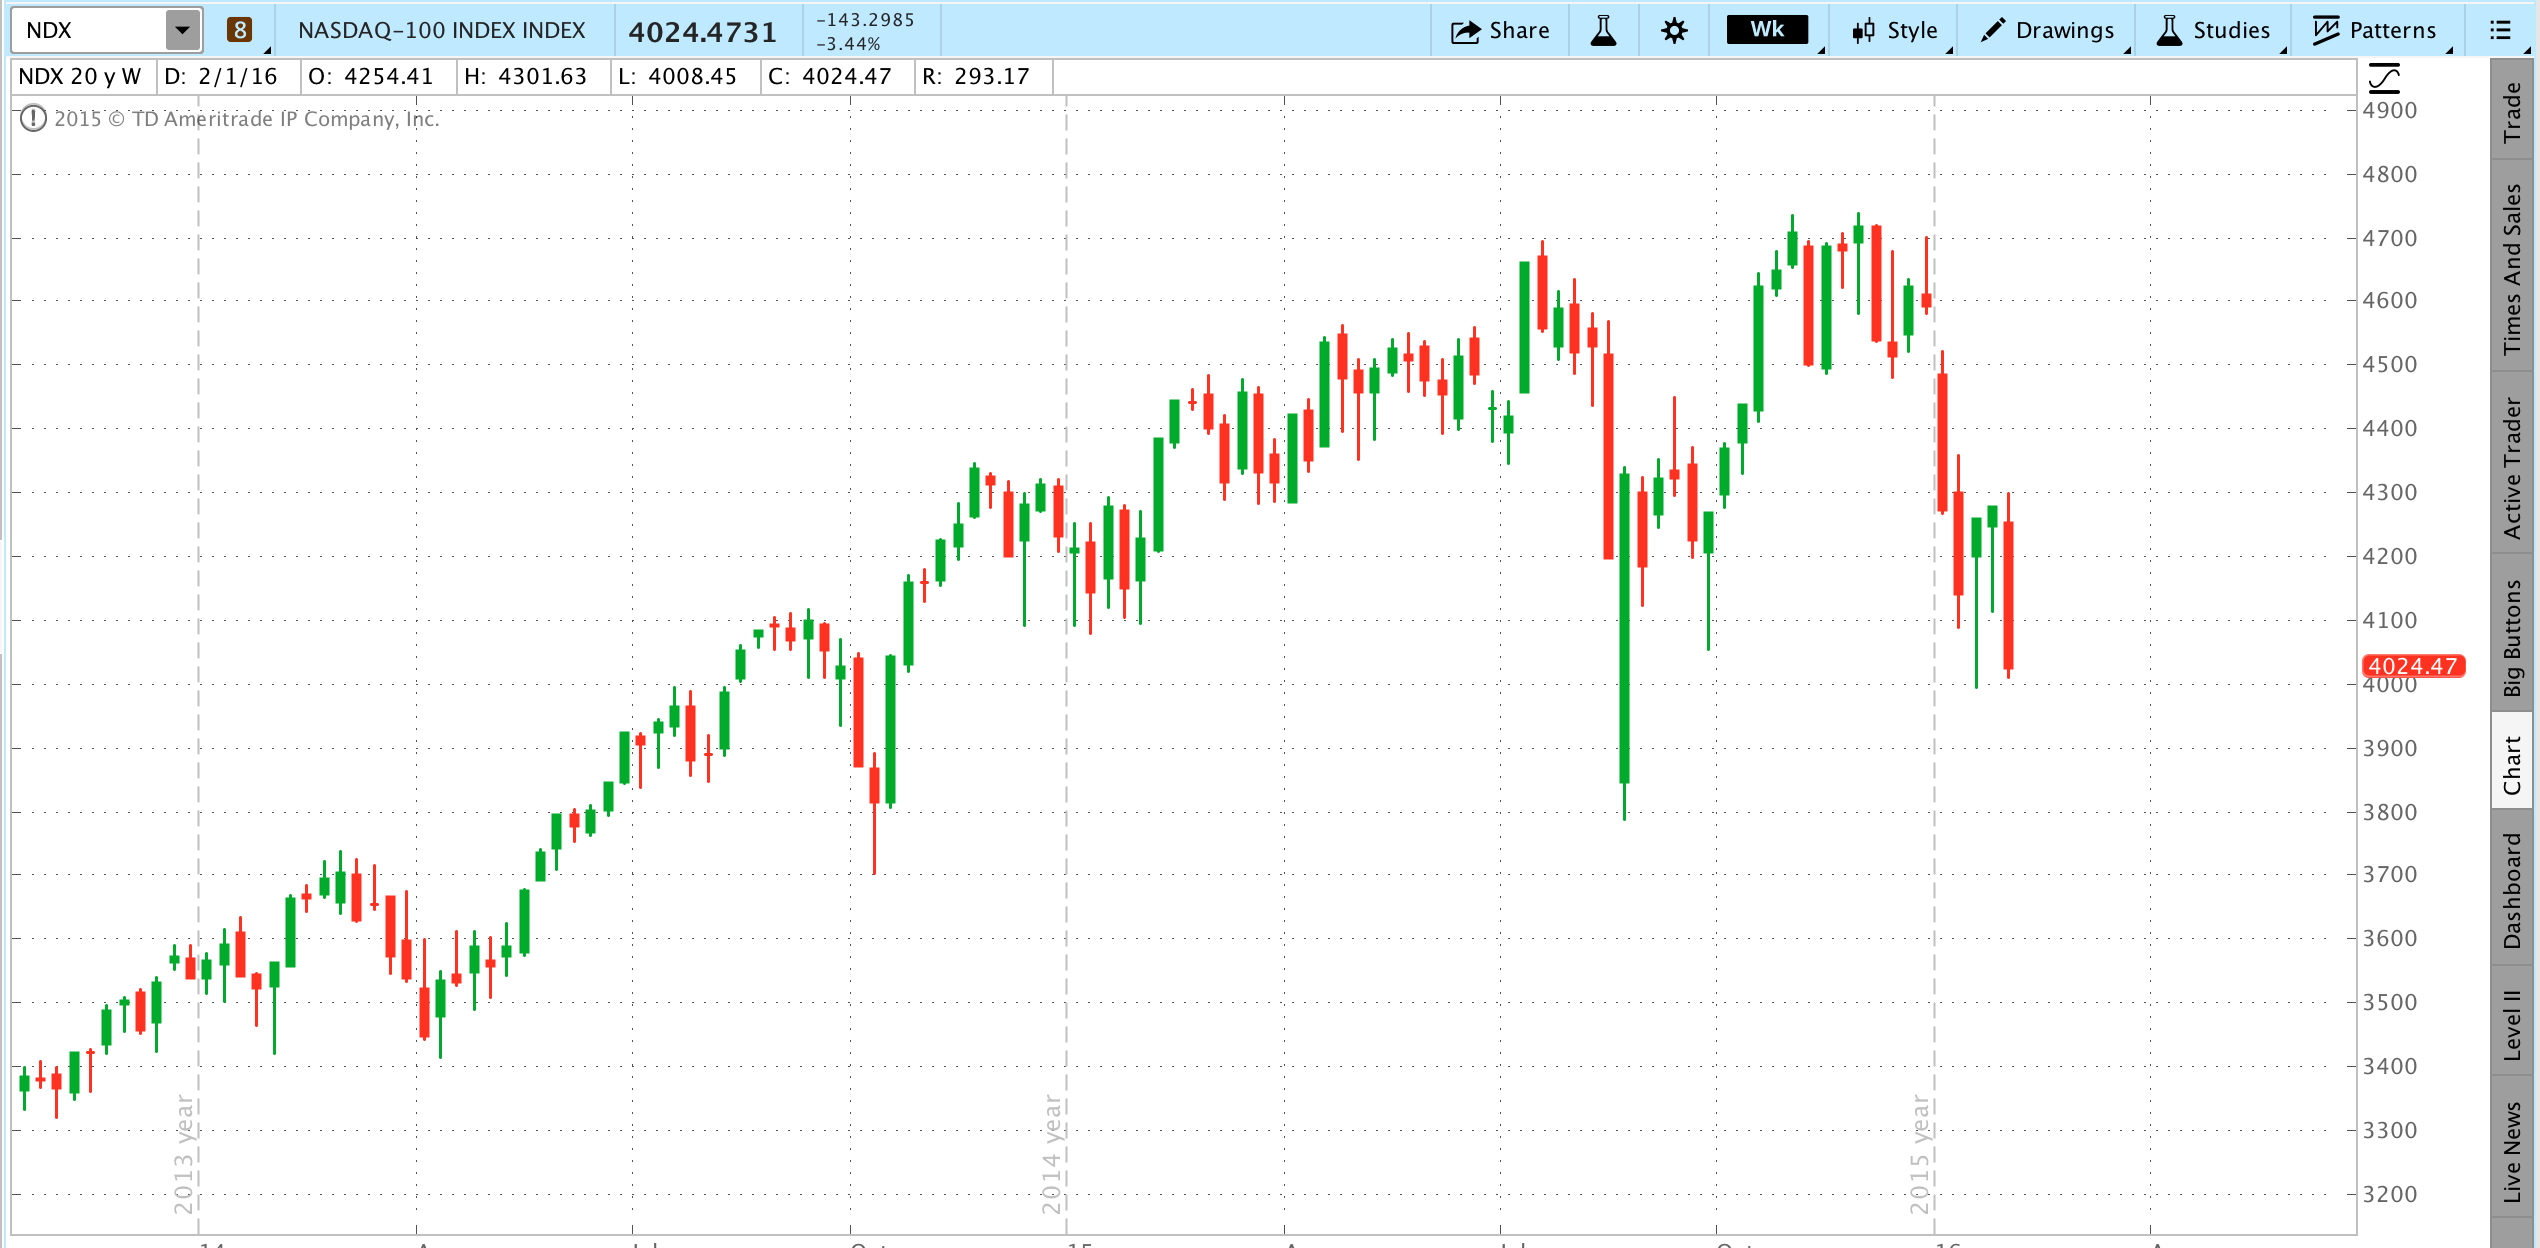 NDX
8
NASDAQ-100 INDEX INDEX
4024.4731
-143.2985
-3.44%
Share
Wk
Style
Drawings
Studies
Patterns
NDX 20 y W
D: 2/1/16
O: 4254.41
H: 4301.63
L: 4008.45
C: 4024.47
R: 293.17
2015 © TD Ameritrade IP Company, Inc.
4900
4800
4700
4600
4500
4400
4300
4200
4100
4024.47
4000
3900
3800
3700
3600
3500
3400
3300
3200
2013 year
2014 year
2015 year
Trade
Times And Sales
Active Trader
Big Buttons
Chart
Dashboard
Level II
Live News